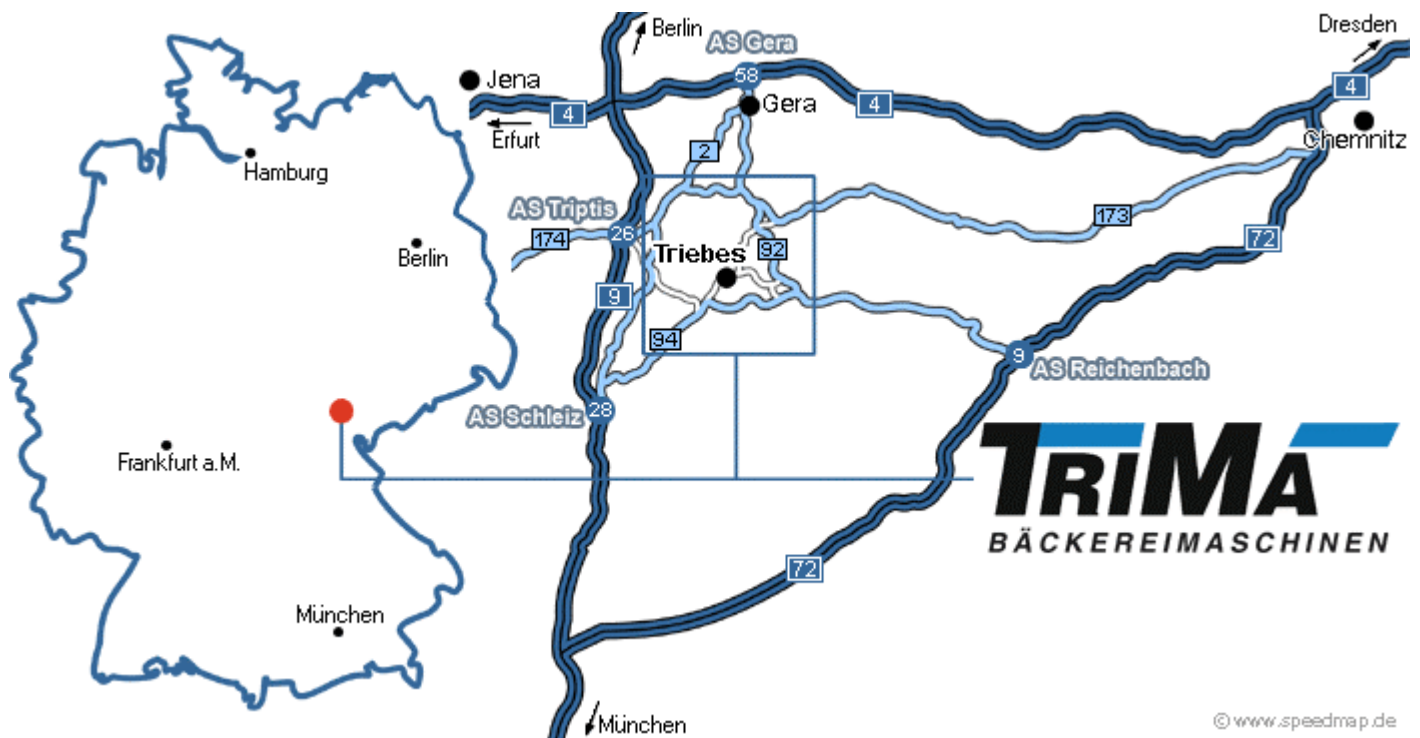 Hamburg
Berlin
Frankfurt a.M.
München
Berlin
AS Gera
Dresden
Jena
58
4
4
4
Gera
Erfurt
Chemnitz
2
AS Triptis
174
26
173
72
Triebes
92
9
94
9
AS Reichenbach
AS Schleiz
28
TRIMA
BÄCKEREIMASCHINEN
72
München
© www.speedmap.de